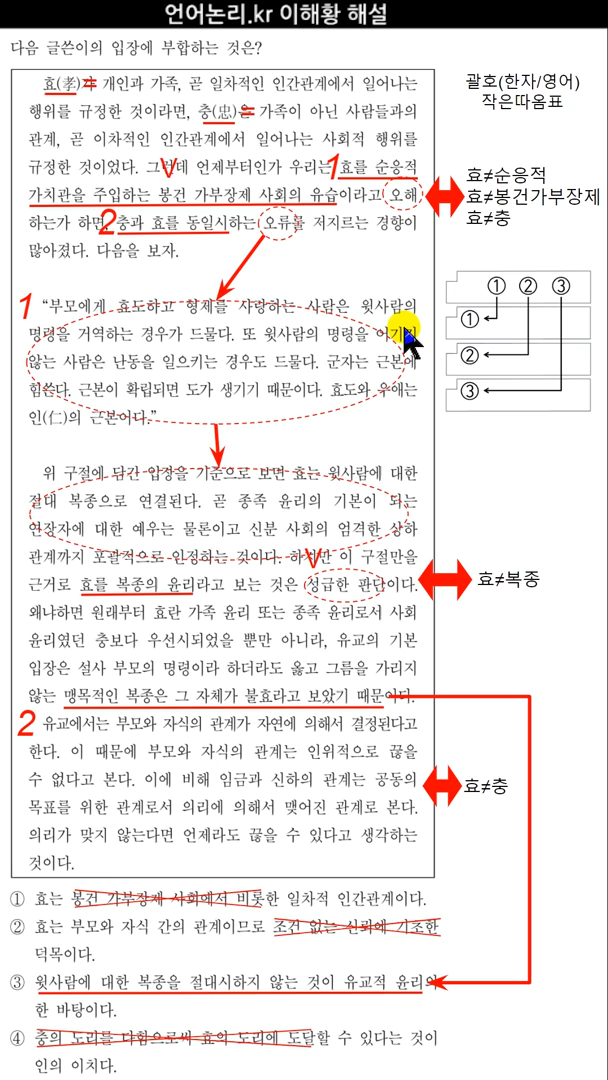 언어논리.kr 이해황 해설
다음 글쓴이의 입장에 부합하는 것은?
효(孝)가 개인과 가족, 곧 일차적인 인간관계에서 일어나는
행위를 규정한 것이라면, 충(忠)은 가족이 아닌 사람들과의
관계, 곧 이차적인 인간관계에서 일어나는 사회적 행위를
규정한 것이었다. 그런데 언제부터인가 우리는 효를 순응적
가치관을 주입하는 봉건 가부장제 사회의 유습이라고 오해
하는가 하면, 충과 효를 동일시하는 오류를 저지르는 경향이
많아졌다. 다음을 보자.
괄호(한자/영어)
작은따옴표
V
1
2
효≠순응적
효≠봉건가부장제
효≠충
1
“부모에게 효도하고 형제를 사랑하는 사람은 윗사람의
명령을 거역하는 경우가 드물다. 또 윗사람의 명령을 어기지
않는 사람은 난동을 일으키는 경우도 드물다. 군자는 근본에
힘쓴다. 근본이 확립되면 도가 생기기 때문이다. 효도와 우애는
인(仁)의 근본이다.”
① ② ③
①
②
③
위 구절에 담긴 입장을 기준으로 보면 효는 윗사람에 대한
절대 복종으로 연결된다. 곧 종족 윤리의 기본이 되는
연장자에 대한 예우는 물론이고 신분 사회의 엄격한 상하
관계까지 포괄적으로 인정하는 것이다. 하지만 이 구절만을
근거로 효를 복종의 윤리라고 보는 것은 성급한 판단이다.
왜냐하면 원래부터 효란 가족 윤리 또는 종족 윤리로서 사회
윤리였던 충보다 우선시되었을 뿐만 아니라, 유교의 기본
입장은 설사 부모의 명령이라 하더라도 옳고 그름을 가리지
않는 맹목적인 복종은 그 자체가 불효라고 보았기 때문이다.
V
효≠복종
2
유교에서는 부모와 자식의 관계가 자연에 의해서 결정된다고
한다. 이 때문에 부모와 자식의 관계는 인위적으로 끊을
수 없다고 본다. 이에 비해 임금과 신하의 관계는 공동의
목표를 위한 관계로서 의리에 의해서 맺어진 관계로 본다.
의리가 맞지 않는다면 언제라도 끊을 수 있다고 생각하는
것이다.
효≠충
① 효는 봉건 가부장제 사회에서 비롯한 일차적 인간관계이다.
② 효는 부모와 자식 간의 관계이므로 조건 없는 신뢰에 기초한
덕목이다.
③ 윗사람에 대한 복종을 절대시하지 않는 것이 유교적 윤리의
한 바탕이다.
④ 충의 도리를 다함으로써 효의 도리에 도달할 수 있다는 것이
인의 이치다.